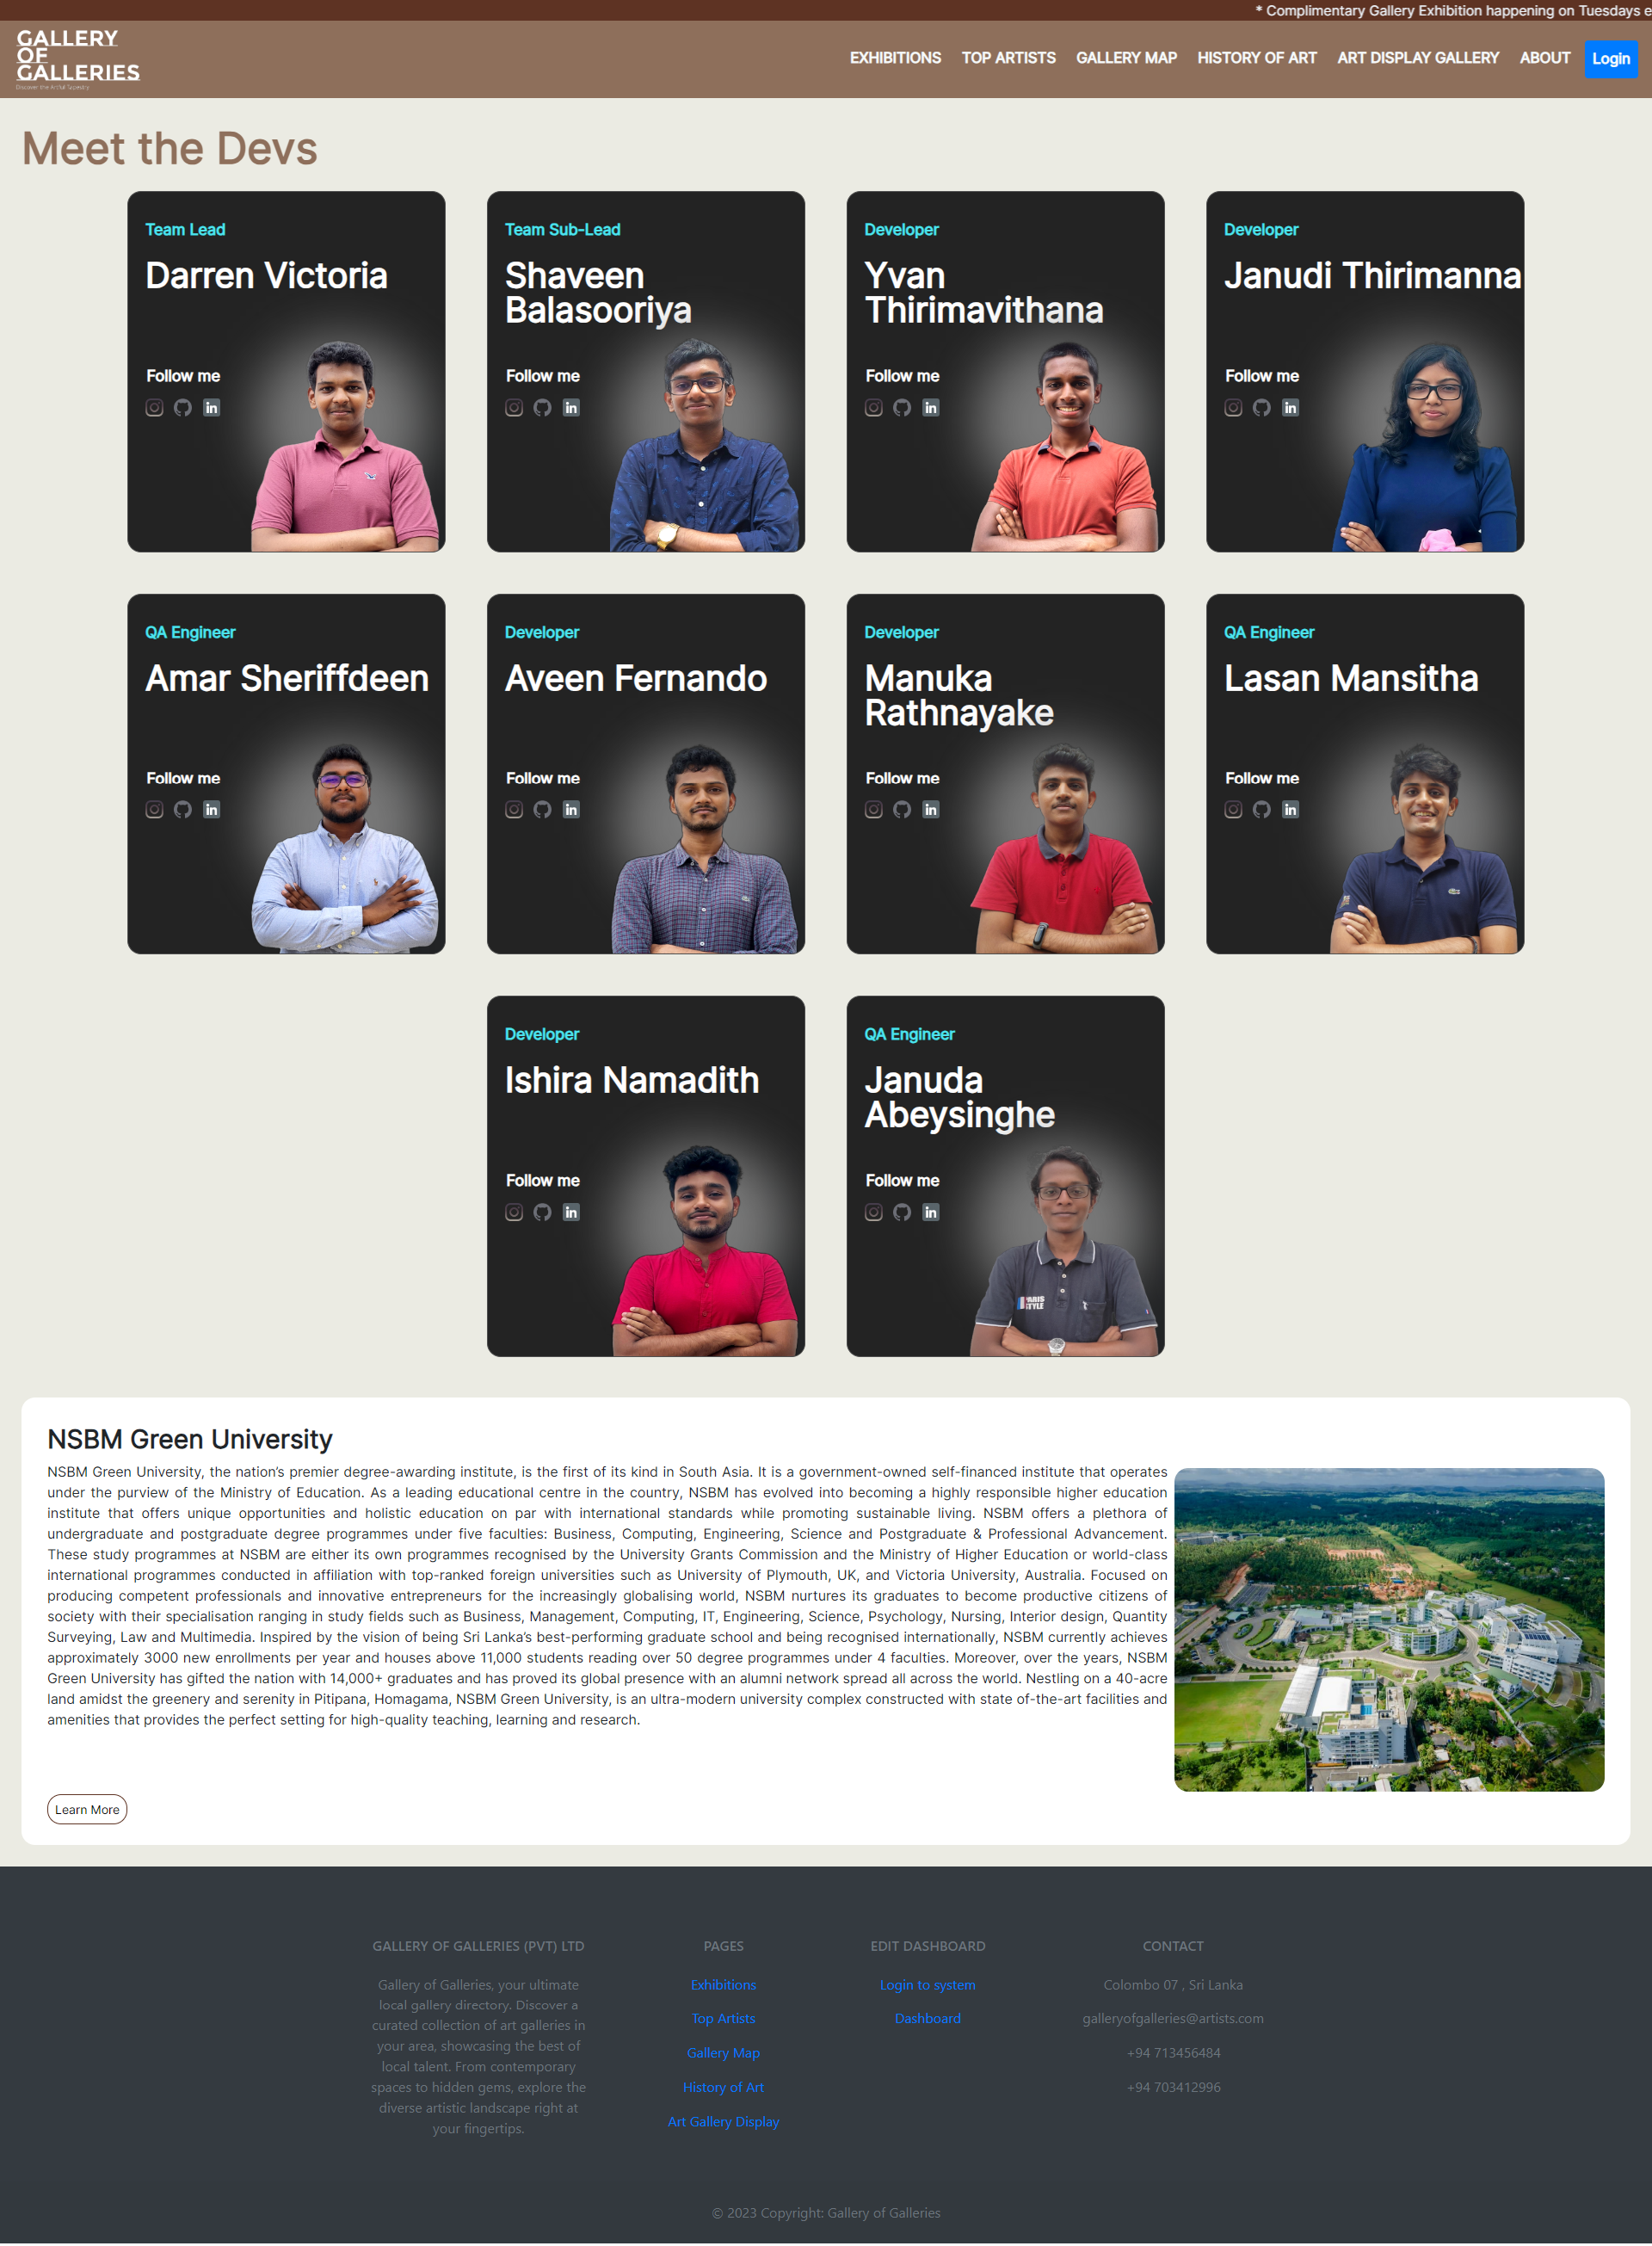 * Complimentary Gallery Exhibition happening on Tuesdays e
GALLERY
OF
GALLERIES
Discover the Artful Tapestry
EXHIBITIONS TOP ARTISTS GALLERY MAP HISTORY OF ART ART DISPLAY GALLERY ABOUT Login
Meet the Devs
Team Lead
Darren Victoria
Follow me
in
Team Sub-Lead
Shaveen
Balasooriya
Follow me
in
Developer
Yvan
Thirimavithana
Follow me
in
Developer
Janudi Thirimanna
Follow me
in
QA Engineer
Amar Sheriffdeen
Follow me
in
Developer
Aveen Fernando
Follow me
in
Developer
Manuka
Rathnayake
Follow me
in
QA Engineer
Lasan Mansitha
Follow me
in
Developer
Ishira Namadith
Follow me
in
QA Engineer
Januda
Abeysinghe
Follow me
in
PARIS
STYLE
NSBM Green University
NSBM Green University, the nation’s premier degree-awarding institute, is the first of its kind in South Asia. It is a government-owned self-financed institute that operates
under the purview of the Ministry of Education. As a leading educational centre in the country, NSBM has evolved into becoming a highly responsible higher education
institute that offers unique opportunities and holistic education on par with international standards while promoting sustainable living. NSBM offers a plethora of
undergraduate and postgraduate degree programmes under five faculties: Business, Computing, Engineering, Science and Postgraduate & Professional Advancement.
These study programmes at NSBM are either its own programmes recognised by the University Grants Commission and the Ministry of Higher Education or world-class
international programmes conducted in affiliation with top-ranked foreign universities such as University of Plymouth, UK, and Victoria University, Australia. Focused on
producing competent professionals and innovative entrepreneurs for the increasingly globalising world, NSBM nurtures its graduates to become productive citizens of
society with their specialisation ranging in study fields such as Business, Management, Computing, IT, Engineering, Science, Psychology, Nursing, Interior design, Quantity
Surveying, Law and Multimedia. Inspired by the vision of being Sri Lanka’s best-performing graduate school and being recognised internationally, NSBM currently achieves
approximately 3000 new enrollments per year and houses above 11,000 students reading over 50 degree programmes under 4 faculties. Moreover, over the years, NSBM
Green University has gifted the nation with 14,000+ graduates and has proved its global presence with an alumni network spread all across the world. Nestling on a 40-acre
land amidst the greenery and serenity in Pitipana, Homagama, NSBM Green University, is an ultra-modern university complex constructed with state of-the-art facilities and
amenities that provides the perfect setting for high-quality teaching, learning and research.
Learn More
GALLERY OF GALLERIES (PVT) LTD
Gallery of Galleries, your ultimate
local gallery directory. Discover a
curated collection of art galleries in
your area, showcasing the best of
local talent. From contemporary
spaces to hidden gems, explore the
diverse artistic landscape right at
your fingertips.
PAGES
Exhibitions
Top Artists
Gallery Map
History of Art
Art Gallery Display
EDIT DASHBOARD
Login to system
Dashboard
CONTACT
Colombo 07 , Sri Lanka
galleryofgalleries@artists.com
+94 713456484
+94 703412996
© 2023 Copyright: Gallery of Galleries